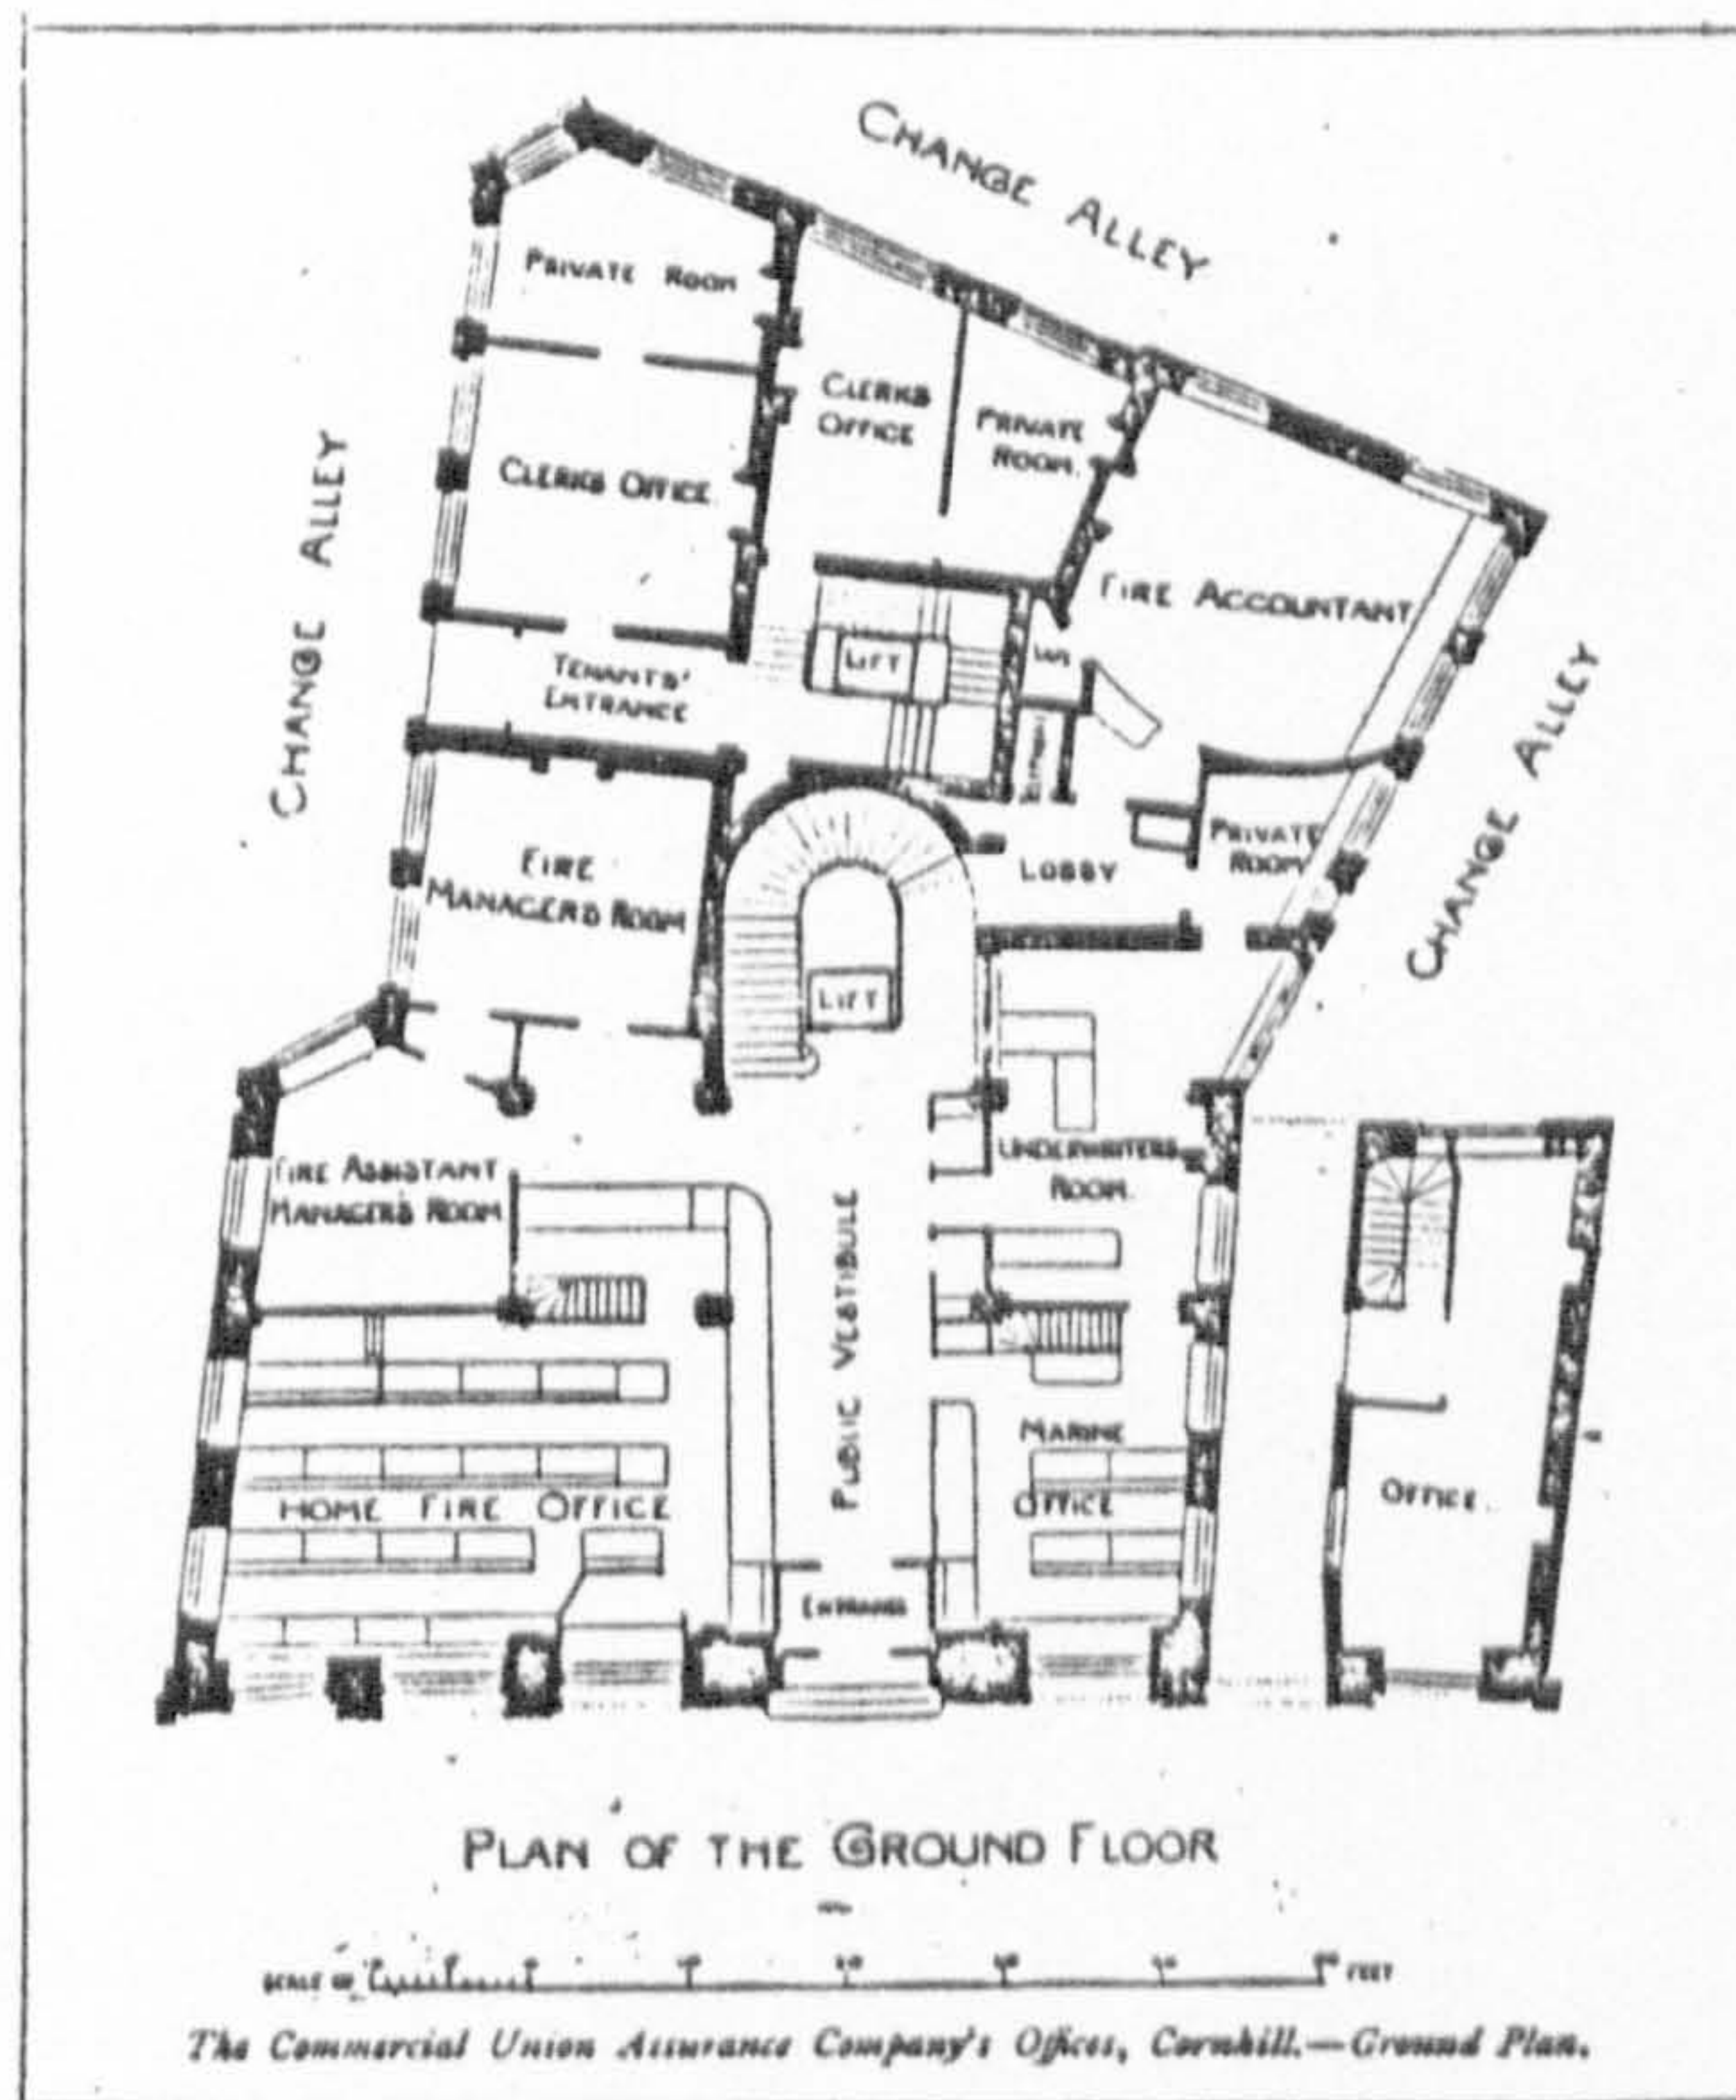 CHANGE ALLEY
PRIVATE ROOM
CLERKS
OFFICE
PRIVATE
ROOM.
CLERKS OFFICE
CHANGE ALLEY
FIRE ACCOUNTANT
LIFT
TENANTS'
ENTRANCE
CHANGE ALLEY
FIRE
MANAGERS ROOM
LOBBY
PRIVATE
ROOM
LIFT
FIRE ASSISTANT
MANAGERS ROOM
UNDERWRITERS
ROOM.
PUBLIC VESTIBULE
MARINE
OFFICE
HOME FIRE OFFICE
OFFICE.
ENTRANCE
PLAN OF THE GROUND FLOOR
SCALE OF
FEET
The Commercial Union Assurance Company's Offices, Cornhill.—Ground Plan.